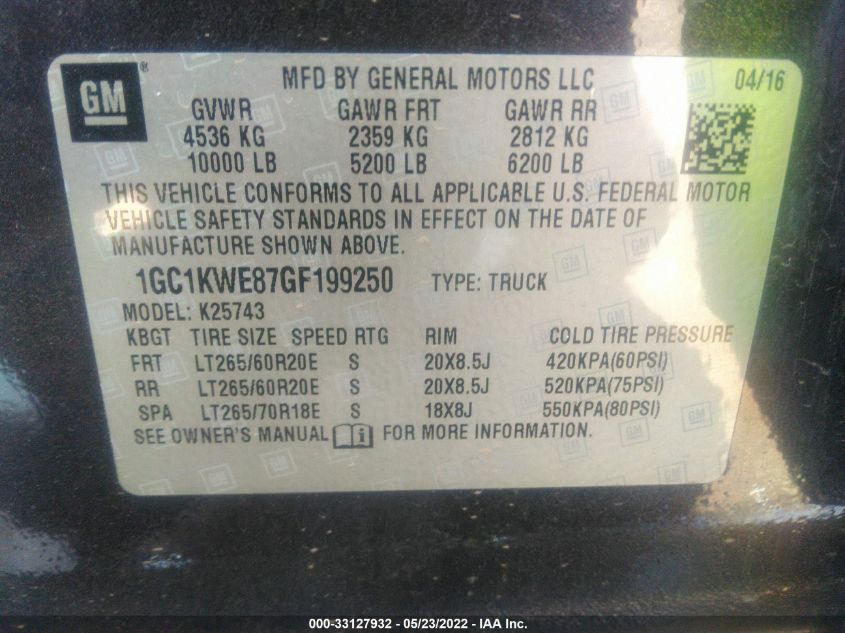 GM ® MFD BY GENERAL MOTORS LLC 04/16
GVWR GAWR FRT GAWR RR
4536 KG 2359 KG 2812 KG
10000 LB 5200 LB 6200 LB
THIS VEHICLE CONFORMS TO ALL APPLICABLE U.S. FEDERAL MOTOR
VEHICLE SAFETY STANDARDS IN EFFECT ON THE DATE OF
MANUFACTURE SHOWN ABOVE.
1GC1KWE87GF199250 TYPE: TRUCK
MODEL: K25743
KBGT TIRE SIZE SPEED RTG RIM COLD TIRE PRESSURE
FRT LT265/60R20E S 20X8.5J 420KPA(60PSI)
RR LT265/60R20E S 20X8.5J 520KPA(75PSI)
SPA LT265/70R18E S 18X8J 550KPA(80PSI)
SEE OWNER'S MANUAL FOR MORE INFORMATION.
000-33127932 - 05/23/2022 - IAA Inc.